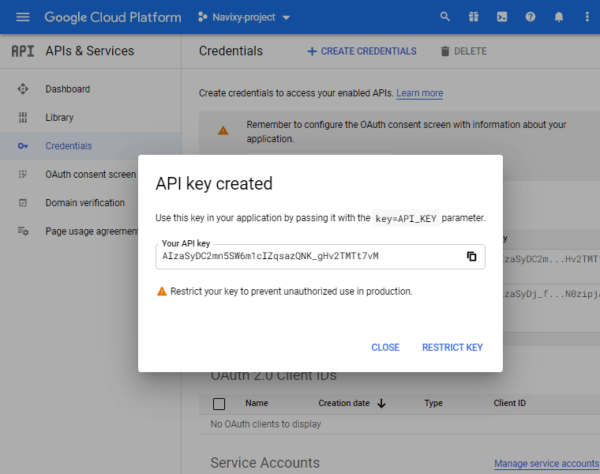 Google Cloud Platform
Navixy-project
API APIs & Services
Credentials
CREATE CREDENTIALS
DELETE
Dashboard
Library
Credentials
OAuth consent screen
Domain verification
Page usage agreement
Create credentials to access your enabled APIs. Learn more
Remember to configure the OAuth consent screen with information about your
application.
API key created
Use this key in your application by passing it with the key=API_KEY parameter.
Your API key
AIzaSyDC2mn5SW6m1cIZqsazQNK_gHv2TMTt7vM
Restrict your key to prevent unauthorized use in production.
CLOSE
RESTRICT KEY
OAuth 2.0 Client IDs
Name
Creation date
Type
Client ID
No OAuth clients to display
Service Accounts
Manage service accounts